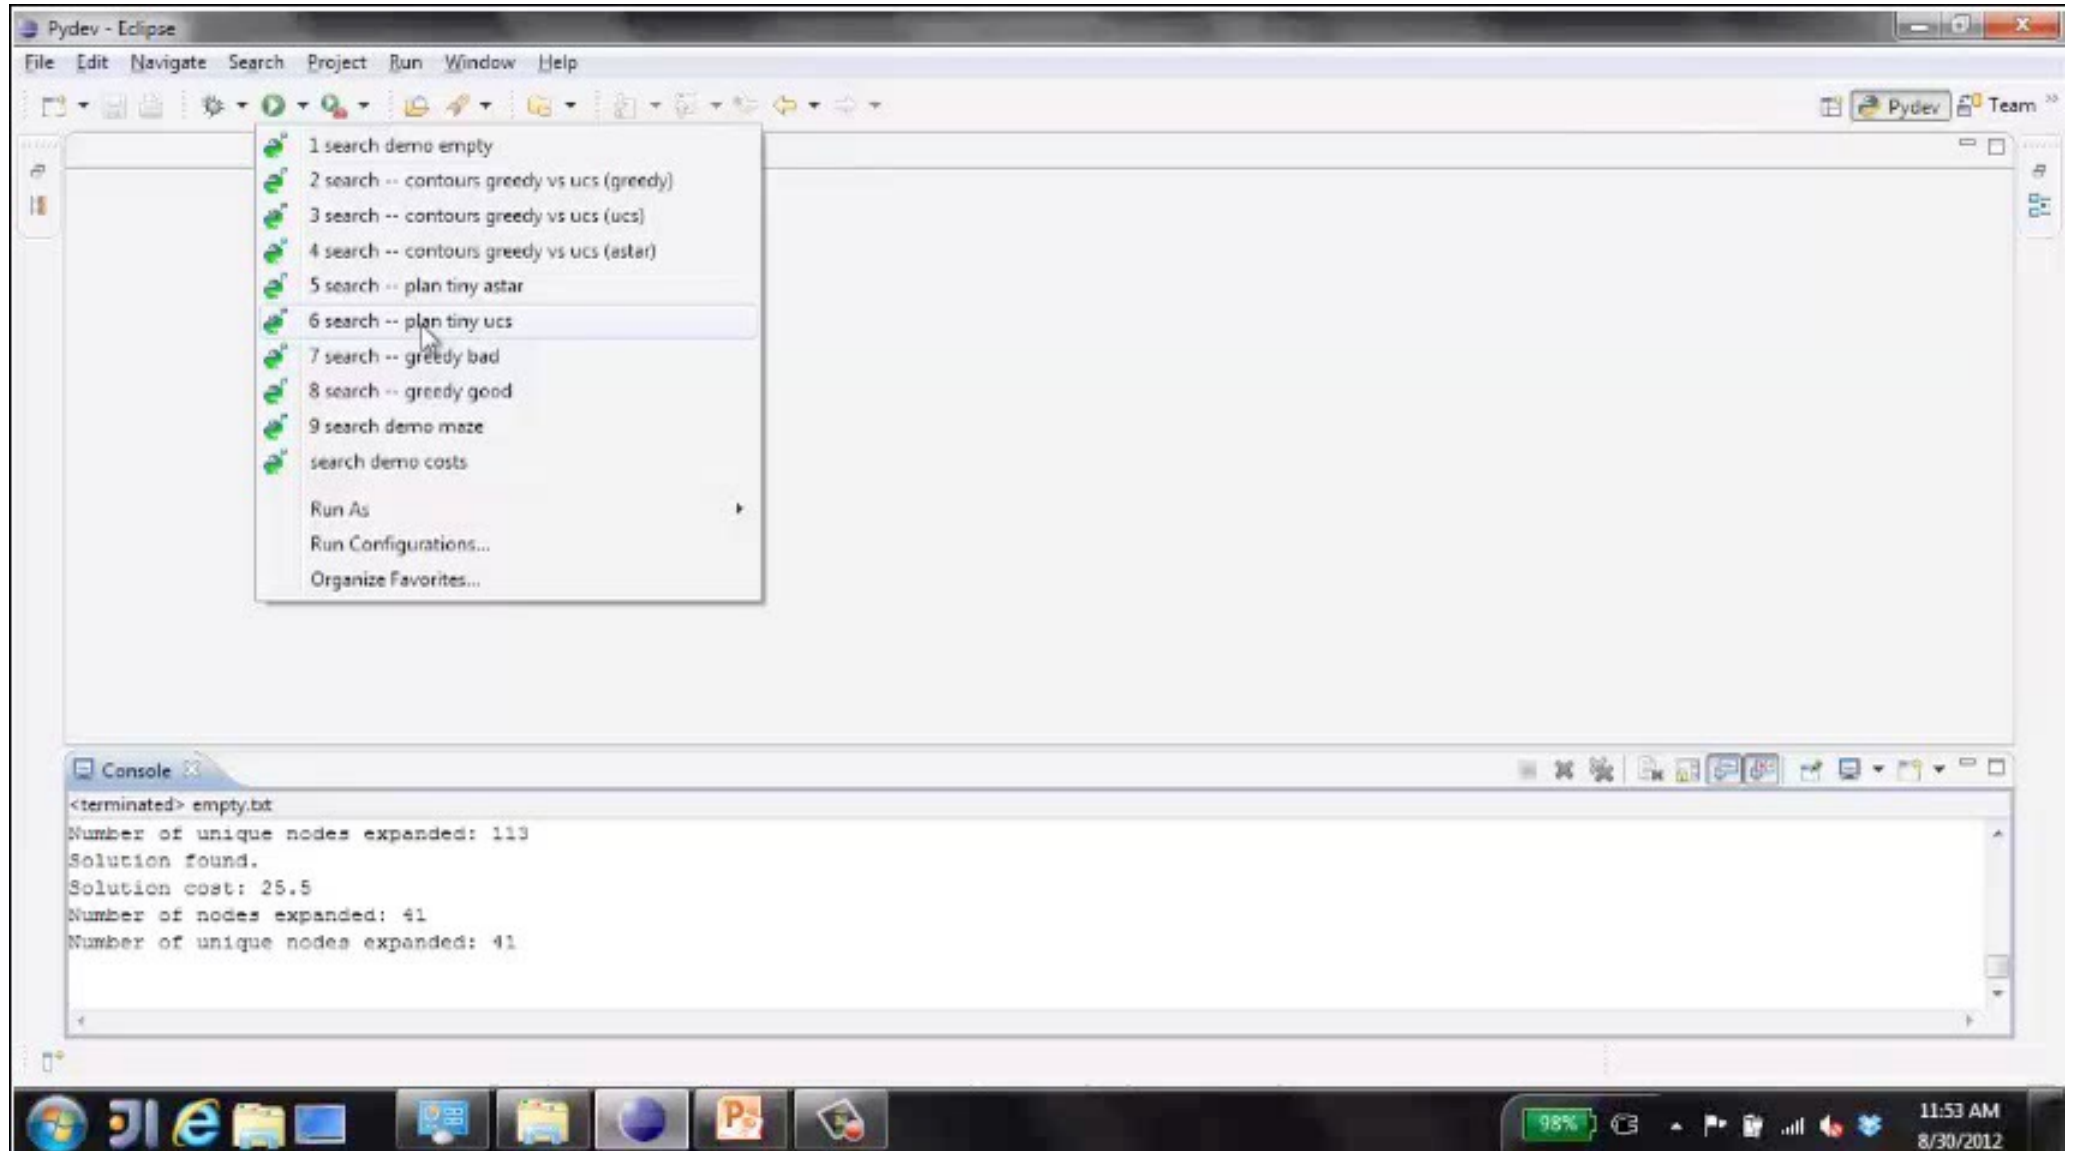 Pydev - Eclipse
File Edit Navigate Search Project Run Window Help
Pydev Team
1 search demo empty
2 search -- contours greedy vs ucs (greedy)
3 search -- contours greedy vs ucs (ucs)
4 search -- contours greedy vs ucs (astar)
5 search -- plan tiny astar
6 search -- plan tiny ucs
7 search -- greedy bad
8 search -- greedy good
9 search demo maze
search demo costs
Run As
Run Configurations...
Organize Favorites...
Console
<terminated> empty.txt
Number of unique nodes expanded: 113
Solution found.
Solution cost: 25.5
Number of nodes expanded: 41
Number of unique nodes expanded: 41
98%
11:53 AM
8/30/2012